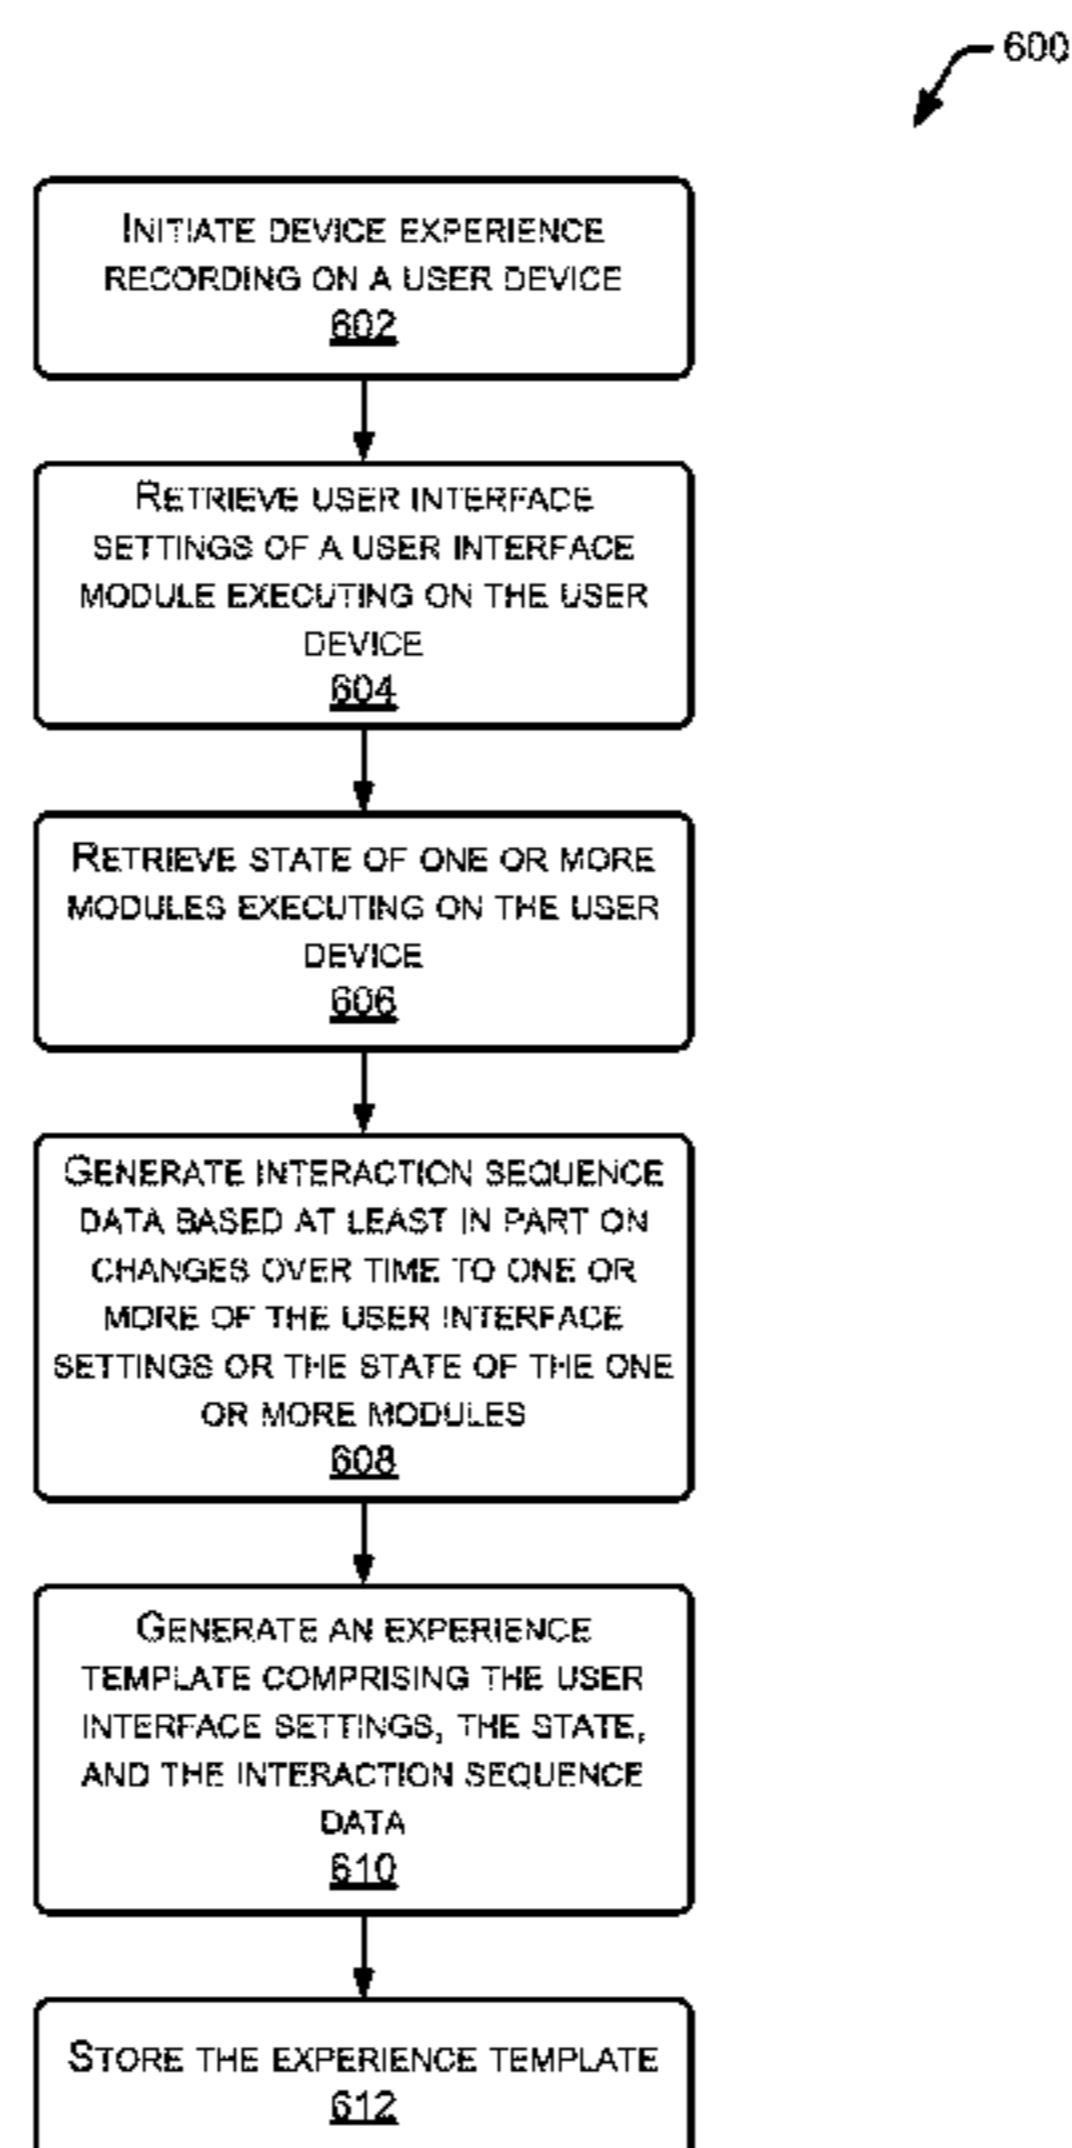 600
INITIATE DEVICE EXPERIENCE
RECORDING ON A USER DEVICE
602
RETRIEVE USER INTERFACE
SETTINGS OF A USER INTERFACE
MODULE EXECUTING ON THE USER
DEVICE
604
RETRIEVE STATE OF ONE OR MORE
MODULES EXECUTING ON THE USER
DEVICE
606
GENERATE INTERACTION SEQUENCE
DATA BASED AT LEAST IN PART ON
CHANGES OVER TIME TO ONE OR
MORE OF THE USER INTERFACE
SETTINGS OR THE STATE OF THE ONE
OR MORE MODULES
608
GENERATE AN EXPERIENCE
TEMPLATE COMPRISING THE USER
INTERFACE SETTINGS, THE STATE,
AND THE INTERACTION SEQUENCE
DATA
610
STORE THE EXPERIENCE TEMPLATE
612